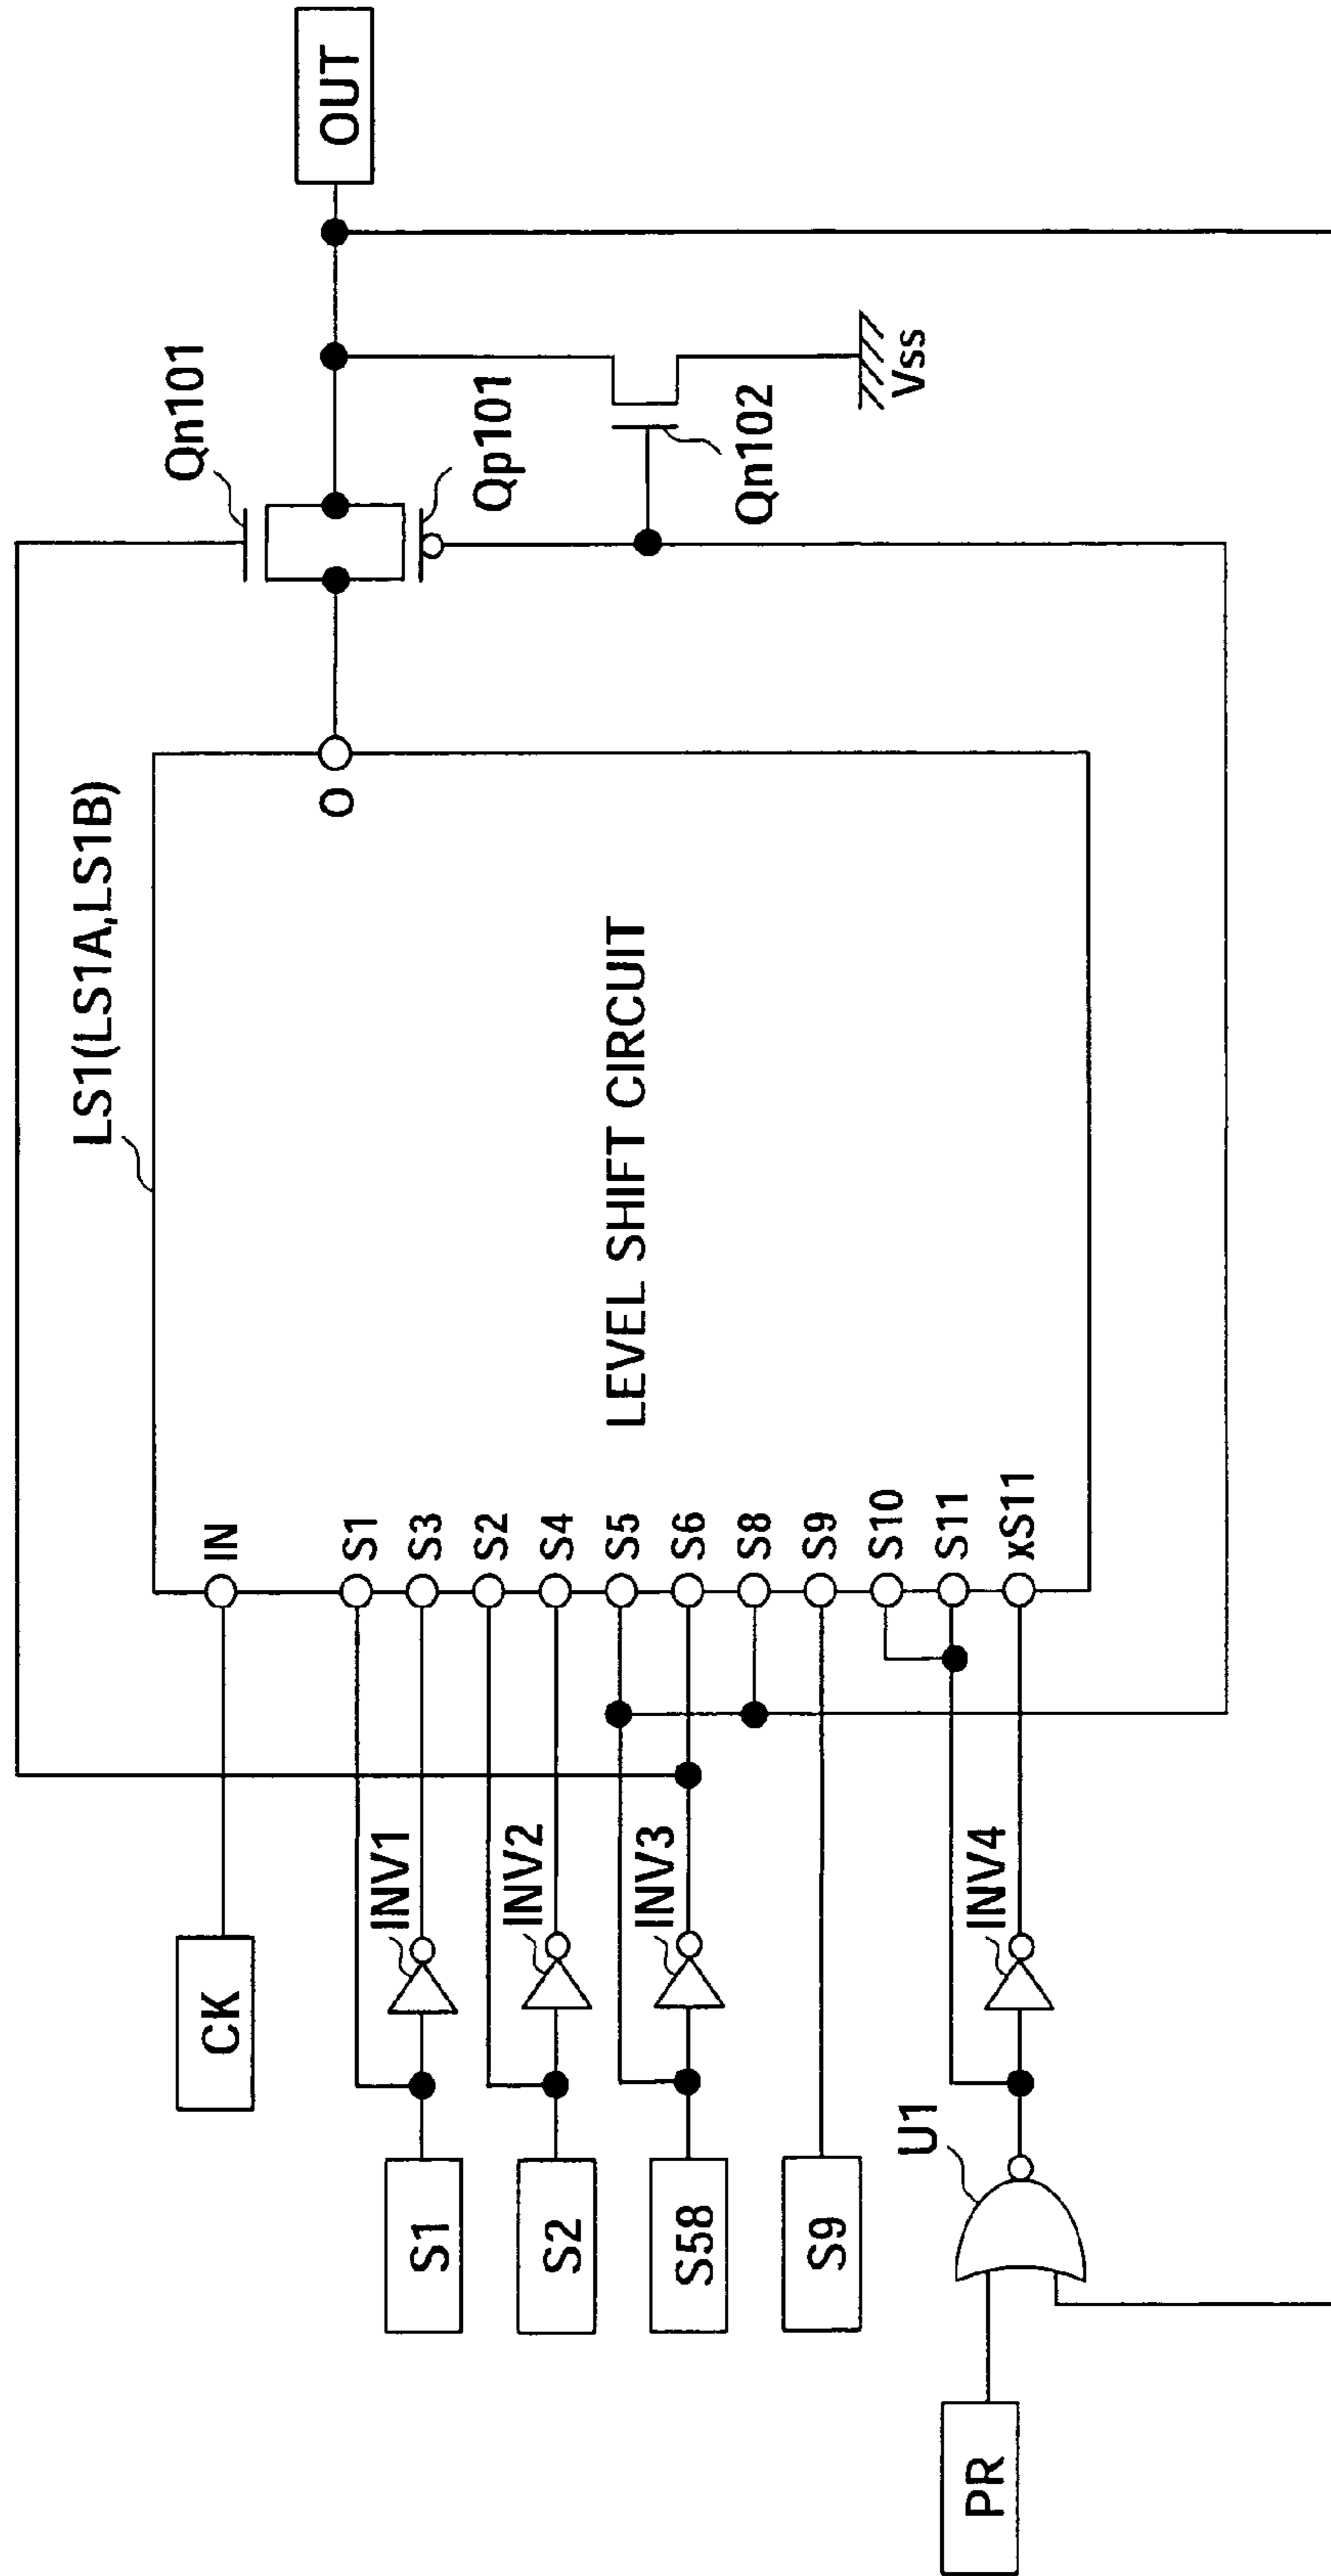 LS1(LS1A,LS1B)
CK
IN
S1
INV1
S1
S3
S2
INV2
S2
S4
S58
INV3
S5
S6
S8
S9
S9
S10
S11
PR
U1
INV4
xS11
LEVEL SHIFT CIRCUIT
O
Qn101
Qp101
Qn102
Vss
OUT